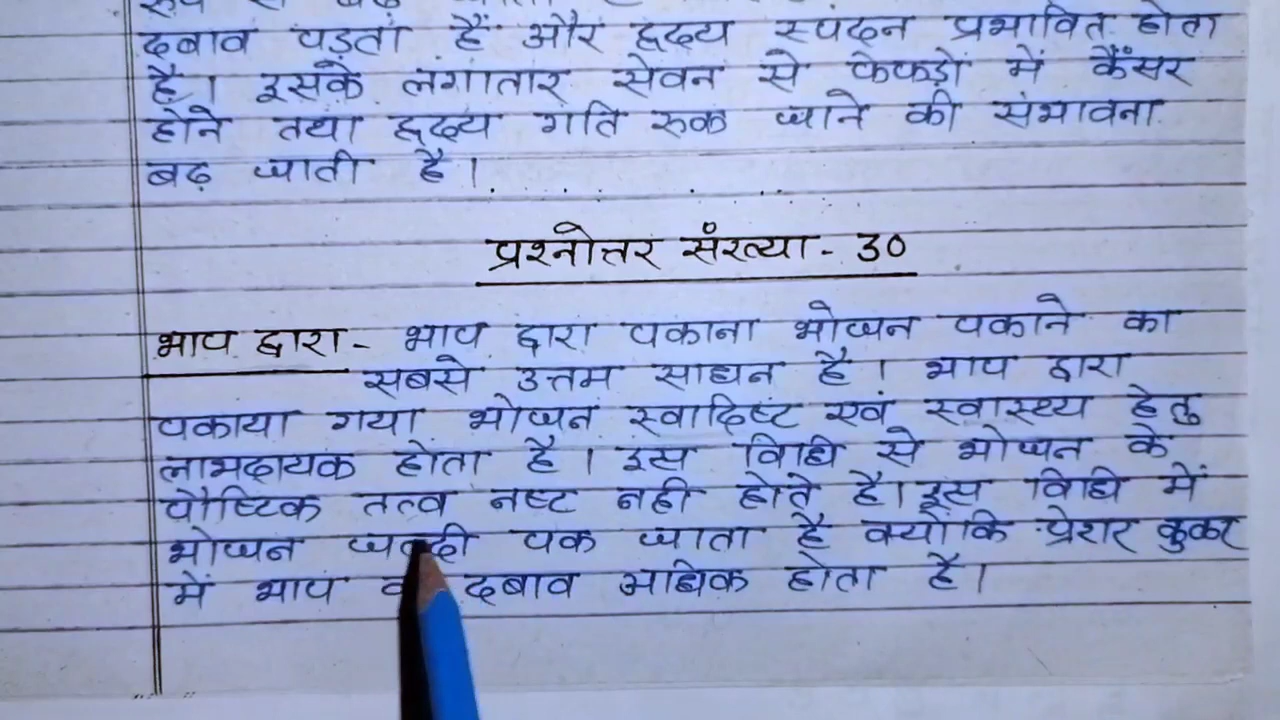 दबाव पड़ता है और ह्रदय स्पंदन प्रभावित होता
है। इसके लगातार सेवन से फेफड़ों में कैंसर
होने तथा ह्रदय गति रुक जाने की संभावना
बढ़ जाती है।
प्रश्नोत्तर संख्या - 30
भाप द्वारा - भाप द्वारा पकाना भोजन पकाने का
सबसे उत्तम साधन है। भाप द्वारा
पकाया गया भोजन स्वादिष्ट एवं स्वास्थ्य हेतु
लाभदायक होता है। इस विधि से भोजन के
पौष्टिक तत्व नष्ट नही होते है। इस विधि में
भोजन जल्दी पक जाता है क्योकि प्रेशर कुकर
में भाप दबाव अधिक होता है।